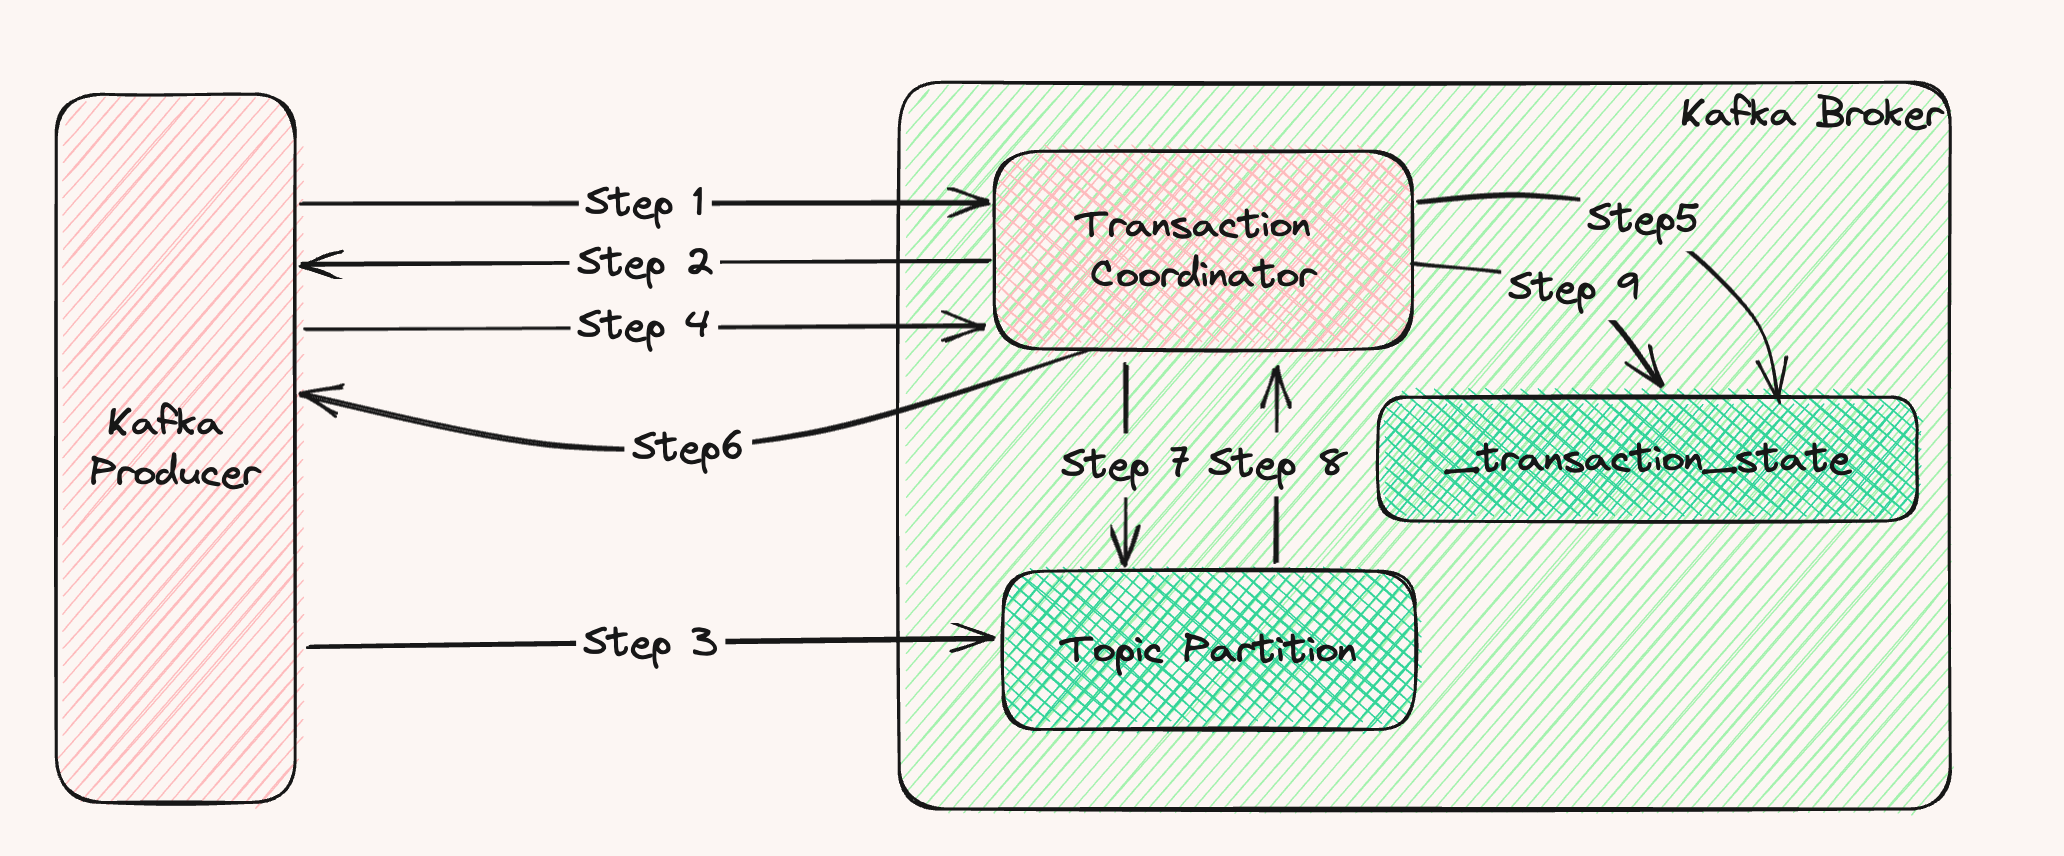 Kafka Broker
Step 1
Transaction
Coordinator
Step5
Step 2
Step 9
Step 4
Kafka
Producer
Step6
Step 7
Step 8
__transaction__state
Step 3
Topic Partition